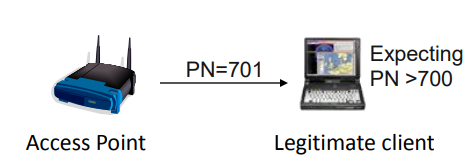 PN=701
Expecting
PN >700
Access Point
Legitimate client